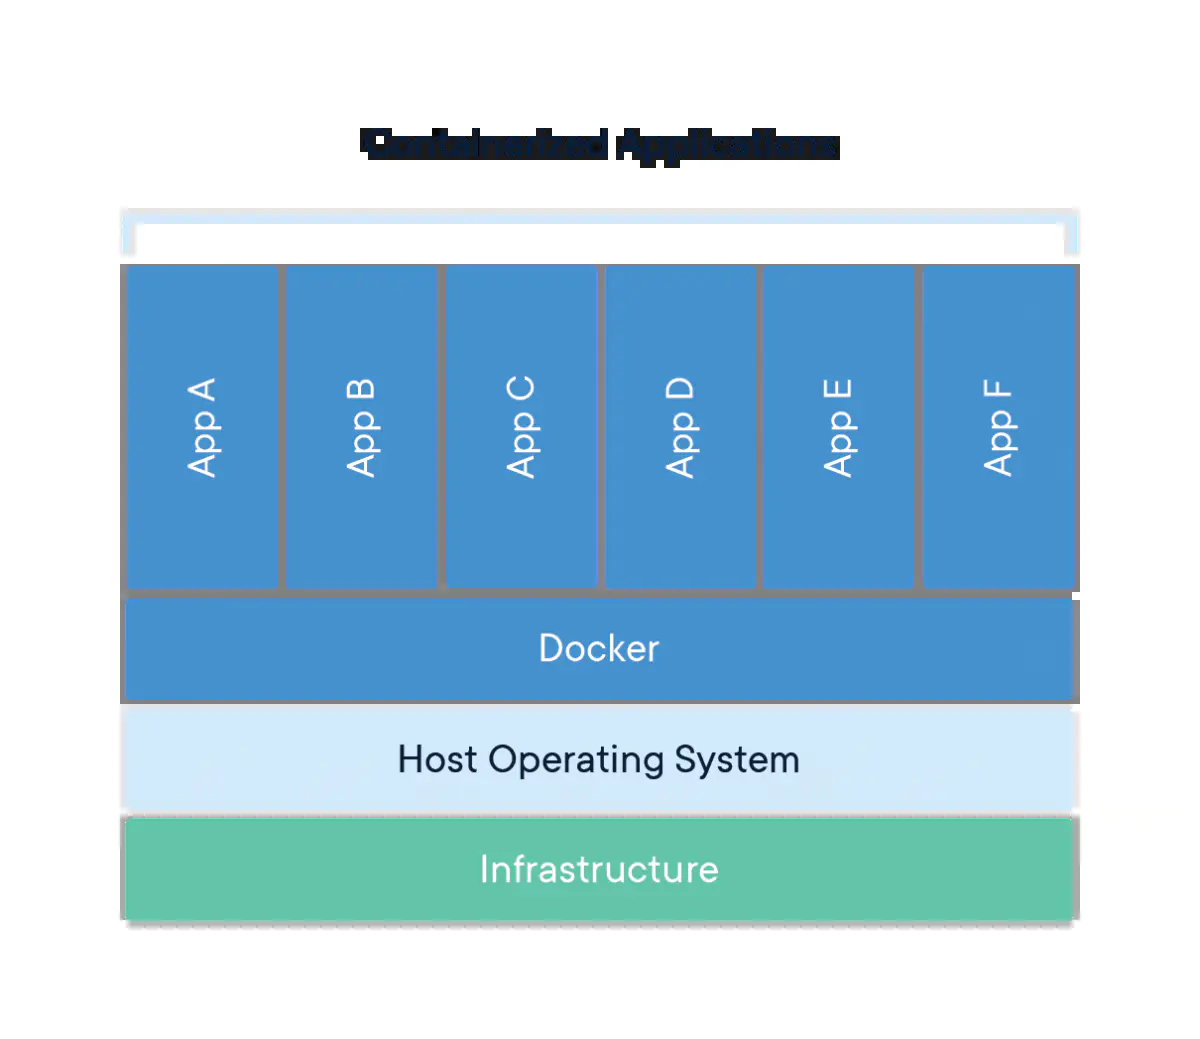 Containerized Applications
App A
App B
App C
App D
App E
App F
Docker
Host Operating System
Infrastructure